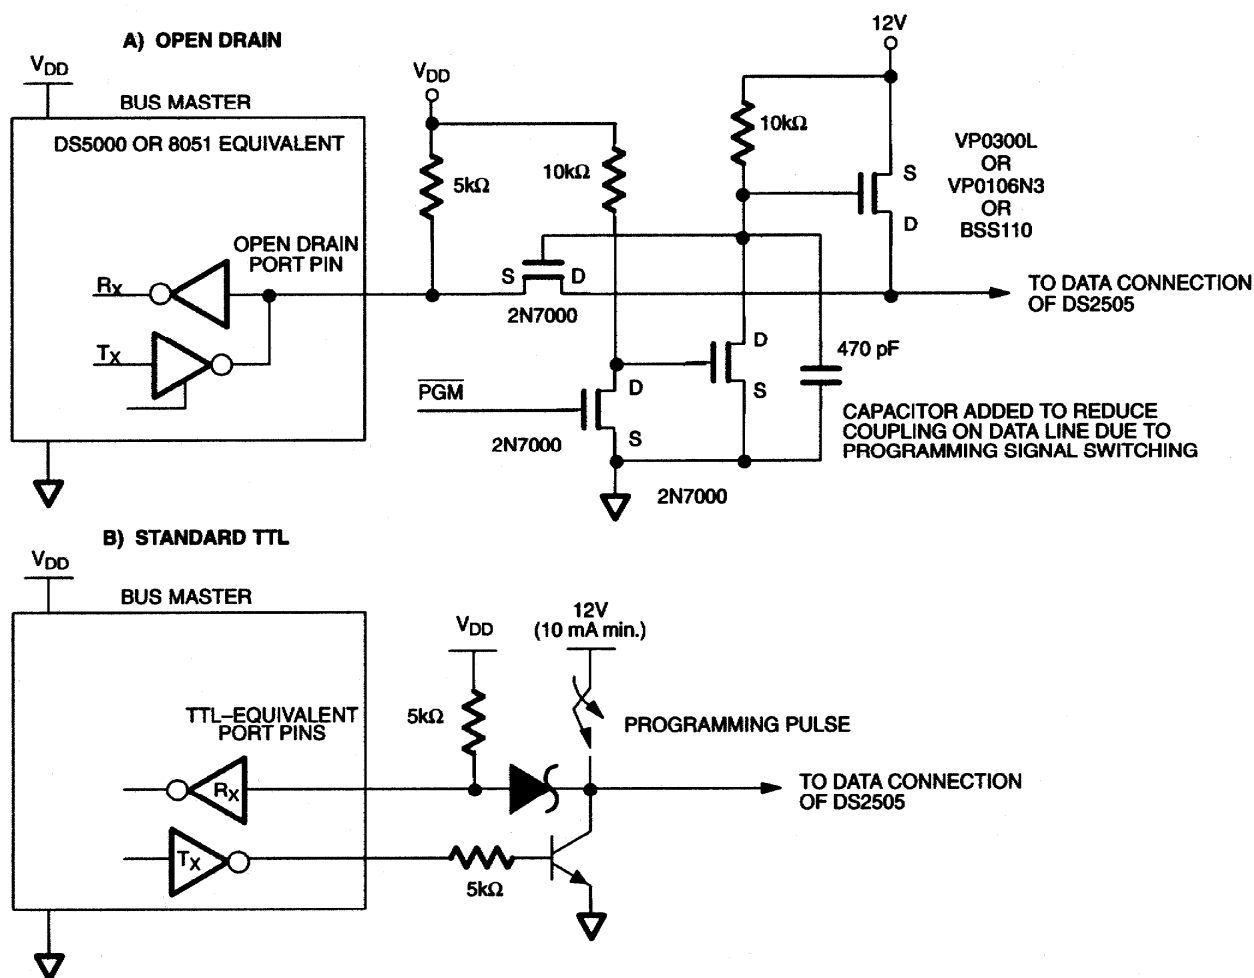 A) OPEN DRAIN
VDD
BUS MASTER
DS5000 OR 8051 EQUIVALENT
OPEN DRAIN
PORT PIN
RX
TX
VDD
5kΩ
10kΩ
S
D
2N7000
PGM
D
S
2N7000
12V
10kΩ
S
D
VP0300L
OR
VP0106N3
OR
BSS110
TO DATA CONNECTION
OF DS2505
D
S
2N7000
470 pF
CAPACITOR ADDED TO REDUCE
COUPLING ON DATA LINE DUE TO
PROGRAMMING SIGNAL SWITCHING
B) STANDARD TTL
VDD
BUS MASTER
TTL–EQUIVALENT
PORT PINS
RX
TX
VDD
5kΩ
5kΩ
12V
(10 mA min.)
PROGRAMMING PULSE
TO DATA CONNECTION
OF DS2505